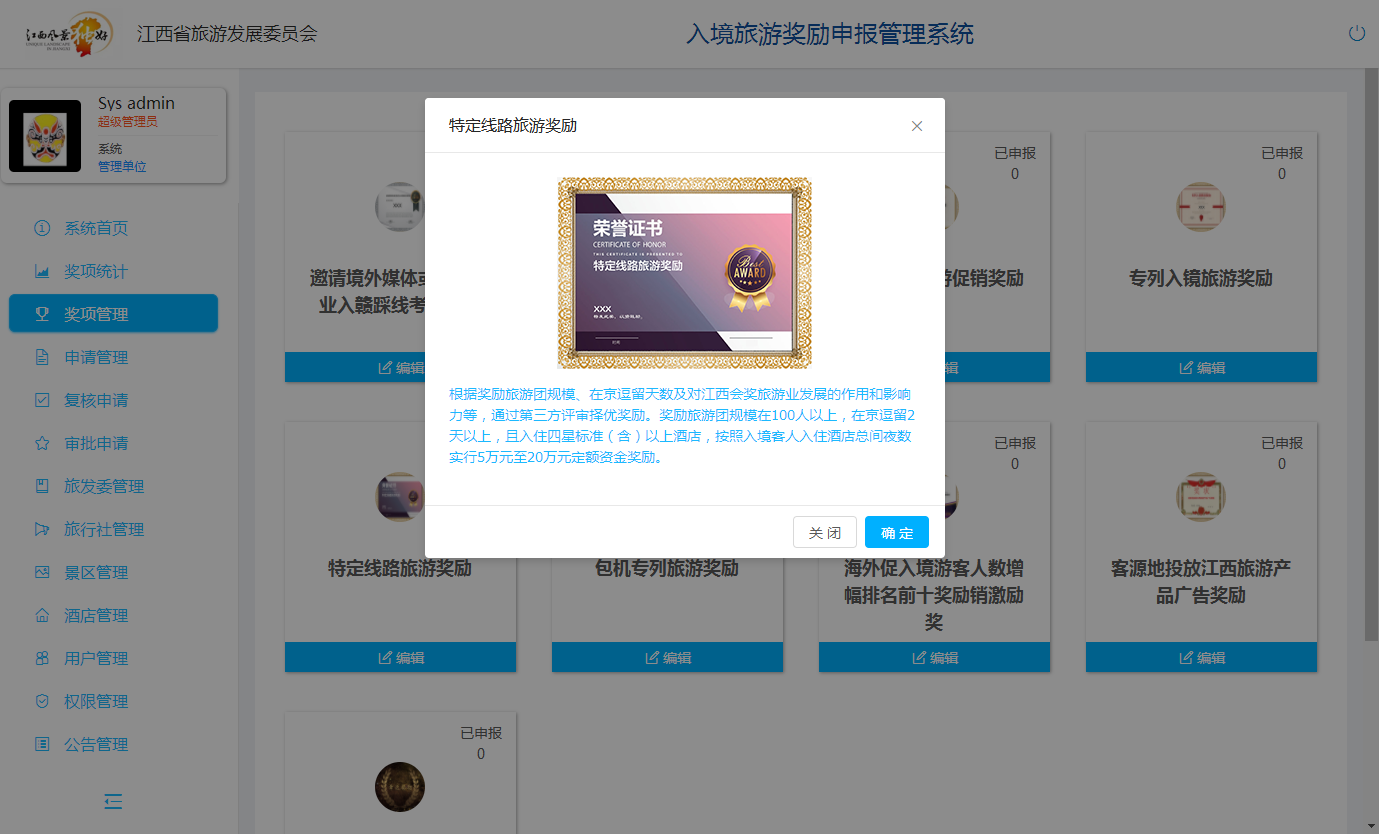 江西风景独好
UNIQUE LANDSCAPE
IN JIANGXI
江西省旅游发展委员会
入境旅游奖励申报管理系统
Sys admin
超级管理员
系统
管理单位
系统首页
奖项统计
奖项管理
申请管理
复核申请
审批申请
旅发委管理
旅行社管理
景区管理
酒店管理
用户管理
权限管理
公告管理
特定线路旅游奖励
荣誉证书
CERTIFICATE OF HONOR
THIS CERTIFICATE IS PRESENTED TO
特定线路旅游奖励
XXX
Best
AWARD
根据奖励旅游团规模、在京逗留天数及对江西会奖旅游业发展的作用和影响
力等，通过第三方评审择优奖励。奖励旅游团规模在100人以上，在京逗留2
天以上，且入住四星标准（含）以上酒店，按照入境客人入住酒店总间夜数
实行5万元至20万元定额资金奖励。
关 闭
确 定
邀请境外媒体
业入赣踩线考
编辑
已申报
0
游促销奖励
编辑
已申报
0
专列入镜旅游奖励
编辑
特定线路旅游奖励
编辑
包机专列旅游奖励
编辑
已申报
0
海外促入境游客人数增
幅排名前十奖励销激励
奖
编辑
已申报
0
客源地投放江西旅游产
品广告奖励
编辑
已申报
0